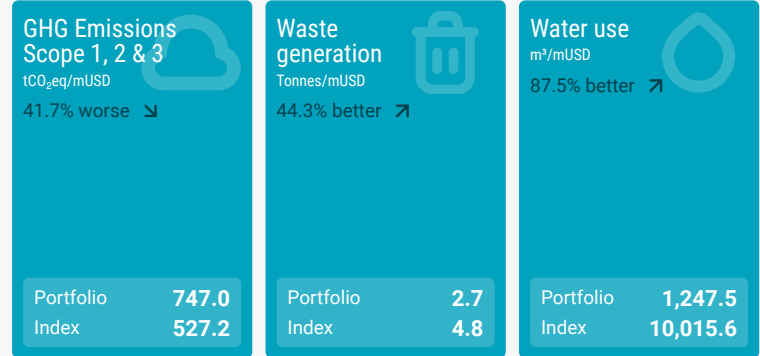 GHG Emissions
Scope 1, 2 & 3
tCO₂eq/mUSD
41.7% worse
Portfolio 747.0
Index 527.2
Waste
generation
Tonnes/mUSD
44.3% better
Portfolio 2.7
Index 4.8
Water use
m³/mUSD
87.5% better
Portfolio 1,247.5
Index 10,015.6